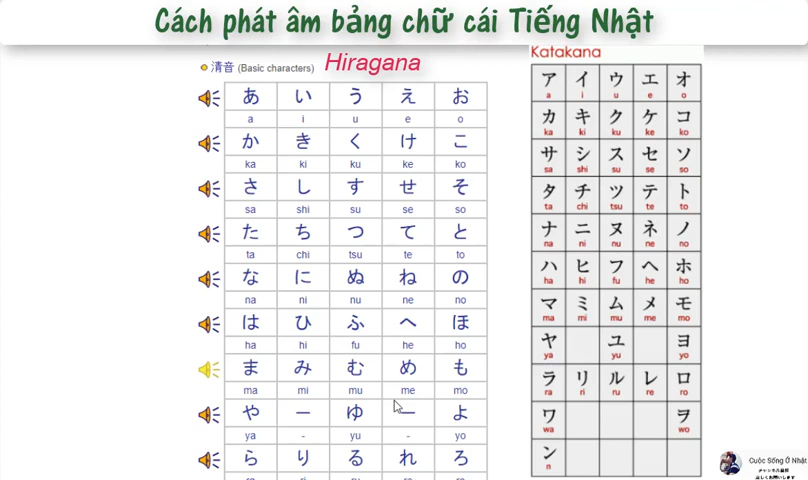 Cách phát âm bảng chữ cái Tiếng Nhật
清音 (Basic characters) Hiragana
あ い う え お
a i u e o
か き く け こ
ka ki ku ke ko
さ し す せ そ
sa shi su se so
た ち つ て と
ta chi tsu te to
な に ぬ ね の
na ni nu ne no
は ひ ふ へ ほ
ha hi fu he ho
ま み む め も
ma mi mu me mo
や ー ゆ ー よ
ya - yu - yo
ら り る れ ろ
Katakana
ア イ ウ エ オ
a i u e o
カ キ ク ケ コ
ka ki ku ke ko
サ シ ス セ ソ
sa shi su se so
タ チ ツ テ ト
ta chi tsu te to
ナ ニ ヌ ネ ノ
na ni nu ne no
ハ ヒ フ ヘ ホ
ha hi fu he ho
マ ミ ム メ モ
ma mi mu me mo
ヤ ユ ヨ
ya yu yo
ラ リ ル レ ロ
ra ri ru re ro
ワ ヲ
wa wo
ン
n
Cuộc Sống Ở Nhật